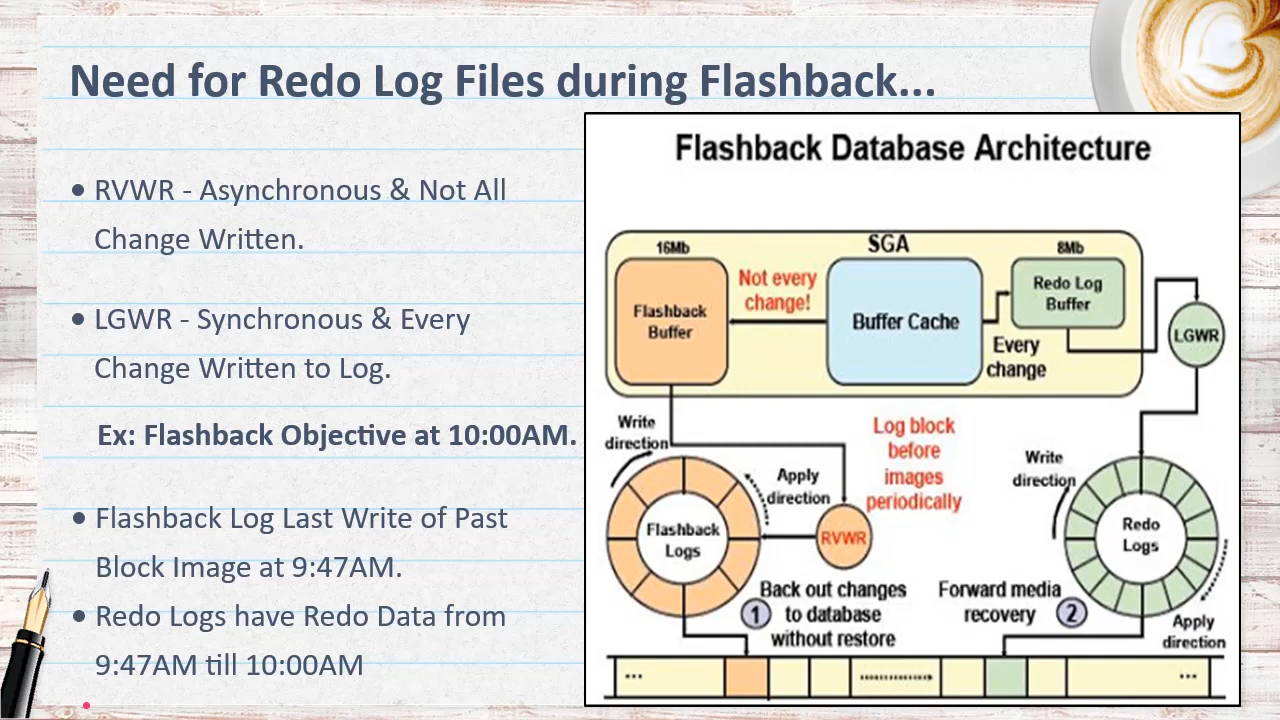 Need for Redo Log Files during Flashback...
• RVWR - Asynchronous & Not All
Change Written.
• LGWR - Synchronous & Every
Change Written to Log.
Ex: Flashback Objective at 10:00AM.
• Flashback Log Last Write of Past
Block Image at 9:47AM.
• Redo Logs have Redo Data from
9:47AM till 10:00AM
Flashback Database Architecture
SGA
16Mb
8Mb
Flashback
Buffer
Not every
change!
Buffer Cache
Redo Log
Buffer
Every
change
LGWR
Write
direction
Log block
before
images
periodically
Apply
direction
Write
direction
Flashback
Logs
RVWR
Redo
Logs
1
Back out changes
to database
without restore
Forward media
recovery
2
Apply
direction
...
...